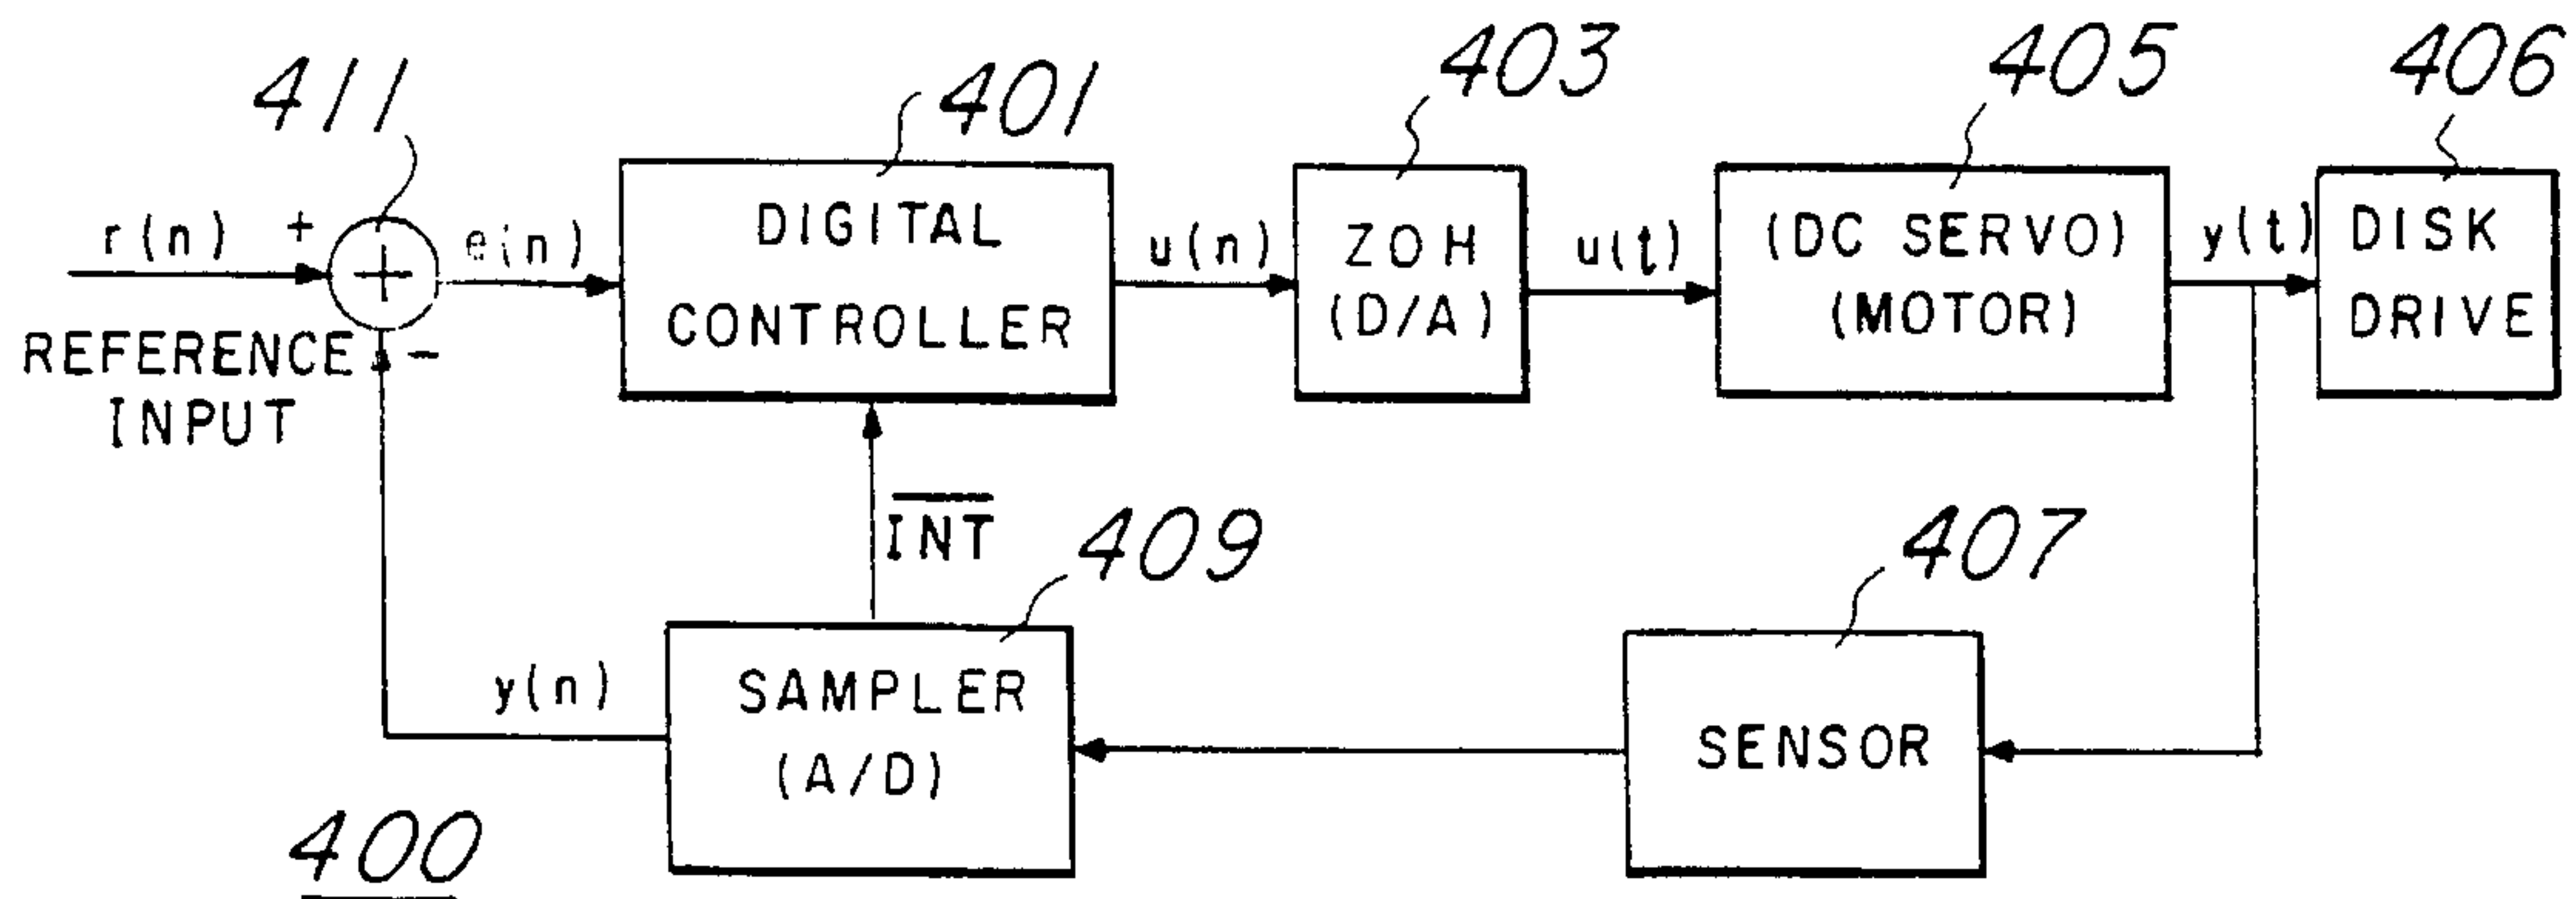 411
401
403
405
406
r(n)
+
+
e(n)
DIGITAL
CONTROLLER
u(n)
ZOH
(D/A)
u(t)
(DC SERVO)
(MOTOR)
y(t)
DISK
DRIVE
REFERENCE
INPUT
-
I̅N̅T̅
409
407
y(n)
SAMPLER
(A/D)
SENSOR
400